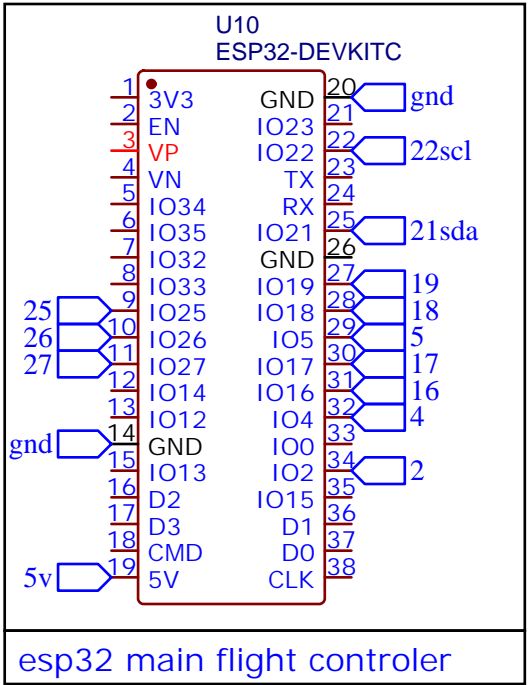 U10
ESP32-DEVKITC
1 3V3 GND 20 gnd
2 EN IO23 21
3 VP IO22 22 22scl
4 VN TX 23
5 IO34 RX 24
6 IO35 IO21 25 21sda
7 IO32 GND 26
8 IO33 IO19 27 19
25 9 IO25 IO18 28 18
26 10 IO26 IO5 29 5
27 11 IO27 IO17 30 17
12 IO14 IO16 31 16
13 IO12 IO4 32 4
gnd 14 GND IO0 33
15 IO13 IO2 34 2
16 D2 IO15 35
17 D3 D1 36
18 CMD D0 37
5v 19 5V CLK 38
esp32 main flight controler